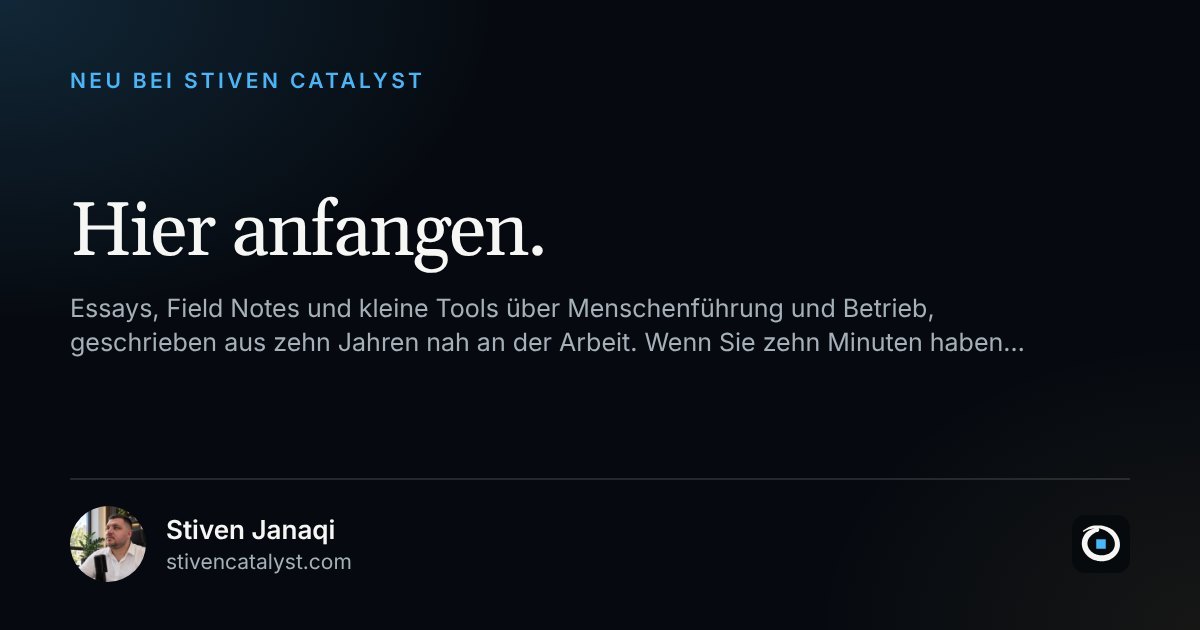 NEU BEI STIVEN CATALYST
Hier anfangen.
Essays, Field Notes und kleine Tools über Menschenführung und Betrieb,
geschrieben aus zehn Jahren nah an der Arbeit. Wenn Sie zehn Minuten haben...
Stiven Janaqi
stivencatalyst.com